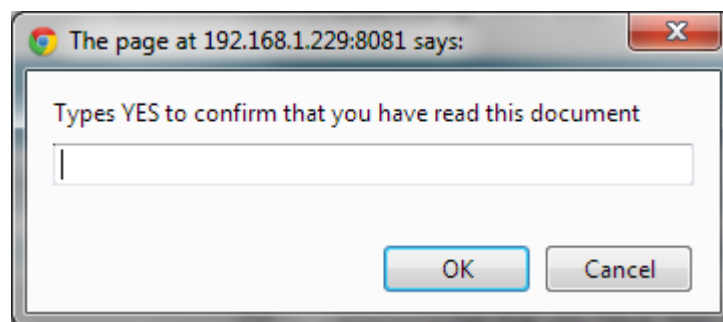 The page at 192.168.1.229:8081 says:
Types YES to confirm that you have read this document
OK
Cancel